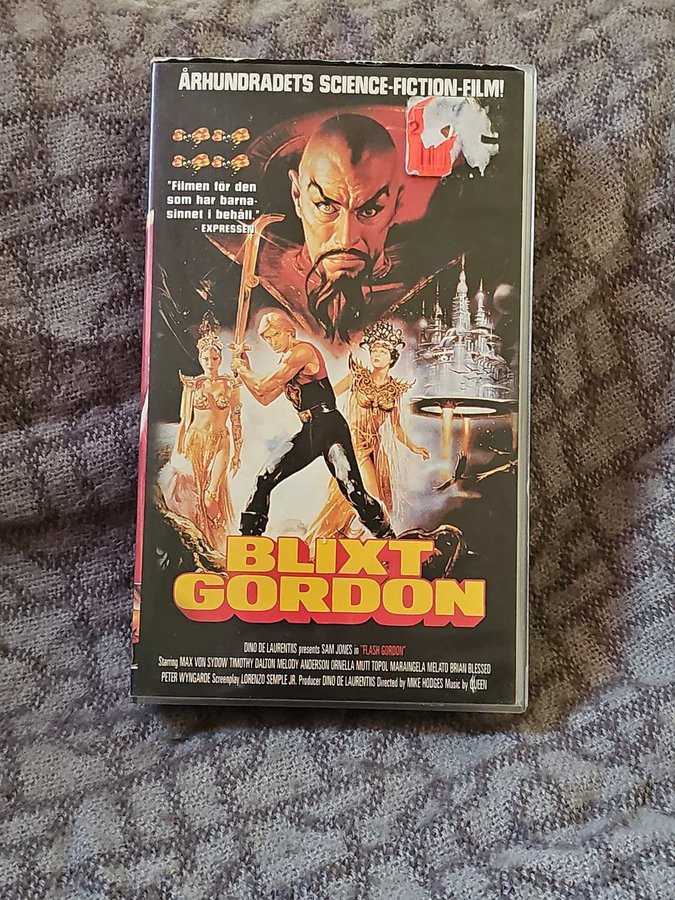 ÅRHUNDRADETS SCIENCE-FICTION-FILM!
"Filmen för den
som har barna-
sinnet i behåll."
- EXPRESSEN
BLIXT
GORDON
DINO DE LAURENTIIS presents SAM JONES in "FLASH GORDON"
Starring MAX VON SYDOW TIMOTHY DALTON MELODY ANDERSON ORNELLA MUTI TOPOL MARIANGELA MELATO BRIAN BLESSED
PETER WYNGARDE Screenplay LORENZO SEMPLE JR. Producer DINO DE LAURENTIIS Directed by MIKE HODGES Music by QUEEN